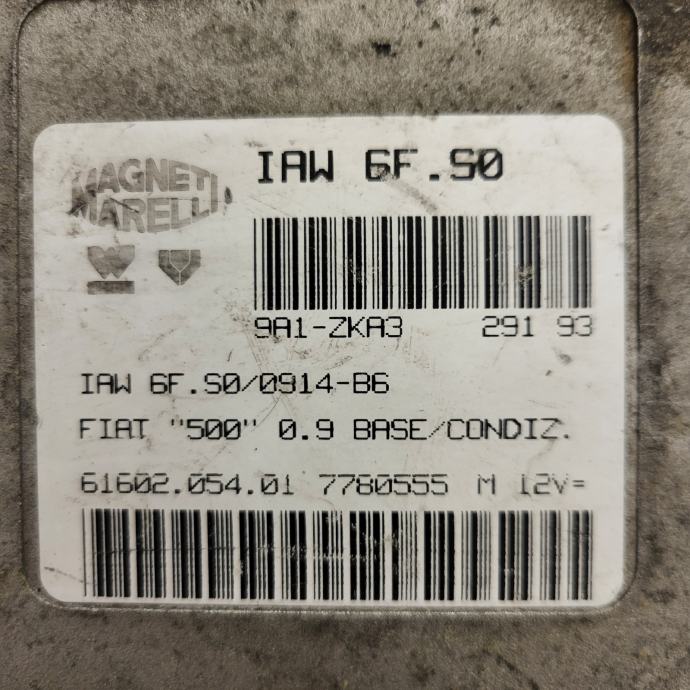 MAGNETI
MARELLI
IAW 6F.S0
9A1-ZKA3 291 93
IAW 6F.S0/0914-B6
FIAT "500" 0.9 BASE/CONDIZ.
61602.054.01 7780555 M 12V=